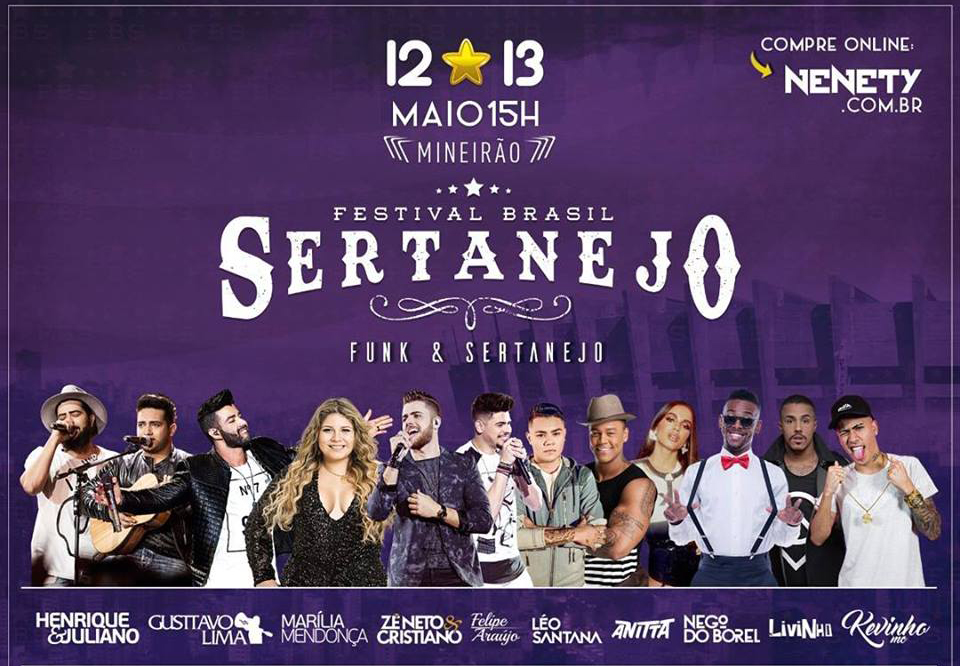 12 13
MAIO 15H
MINEIRÃO
COMPRE ONLINE:
NENETY
.COM.BR
FESTIVAL BRASIL
SERTANEJO
FUNK & SERTANEJO
Nº7
HENRIQUE
&JULIANO
GUSTTAVO
LIMA
MARÍLIA
MENDONÇA
ZÉ NETO&
CRISTIANO
Felipe
Araújo
LÉO
SANTANA
ANITTA
NEGO
DO BOREL
LIVINHO
Kevinho
mc